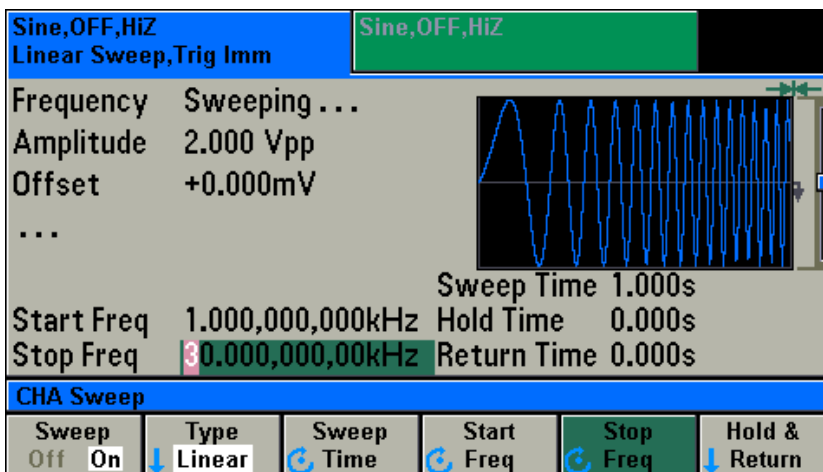 Sine,OFF,HiZ
Linear Sweep,Trig Imm
Sine,OFF,HiZ
Frequency Sweeping ...
Amplitude 2.000 Vpp
Offset +0.000mV
...
Sweep Time 1.000s
Start Freq 1.000,000,000kHz Hold Time 0.000s
Stop Freq 30.000,000,00kHz Return Time 0.000s
CHA Sweep
Sweep Off On
Type Linear
Sweep Time
Start Freq
Stop Freq
Hold & Return